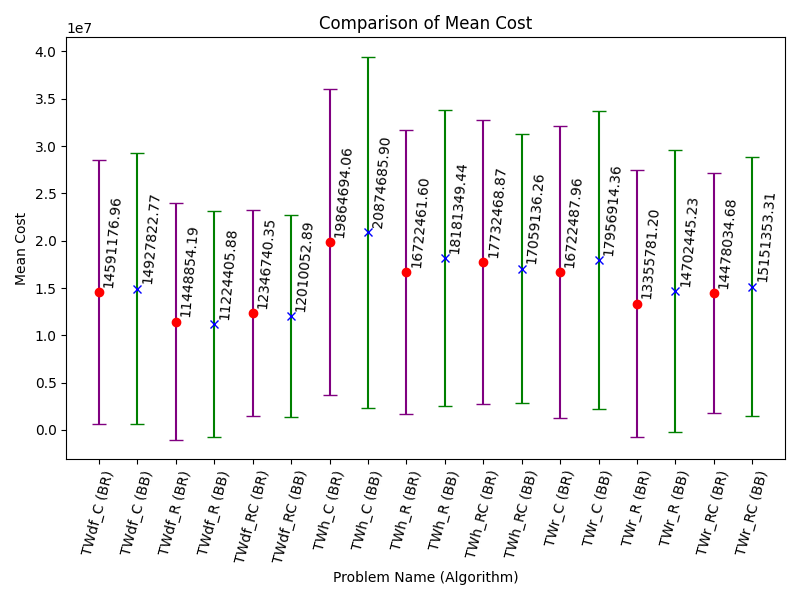 Comparison of Mean Cost
1e7
4.0
3.5
3.0
2.5
2.0
1.5
1.0
0.5
0.0
Mean Cost
14591176.96
14927822.77
11448854.19
11224405.88
12346740.35
12010052.89
19864694.06
20874685.90
16722461.60
18181349.44
17732468.87
17059136.26
16722487.96
17956914.36
13355781.20
14702445.23
14478034.68
15151353.31
TWdf_C (BR)
TWdf_C (BB)
TWdf_R (BR)
TWdf_R (BB)
TWdf_RC (BR)
TWdf_RC (BB)
TWh_C (BR)
TWh_C (BB)
TWh_R (BR)
TWh_R (BB)
TWh_RC (BR)
TWh_RC (BB)
TWr_C (BR)
TWr_C (BB)
TWr_R (BR)
TWr_R (BB)
TWr_RC (BR)
TWr_RC (BB)
Problem Name (Algorithm)